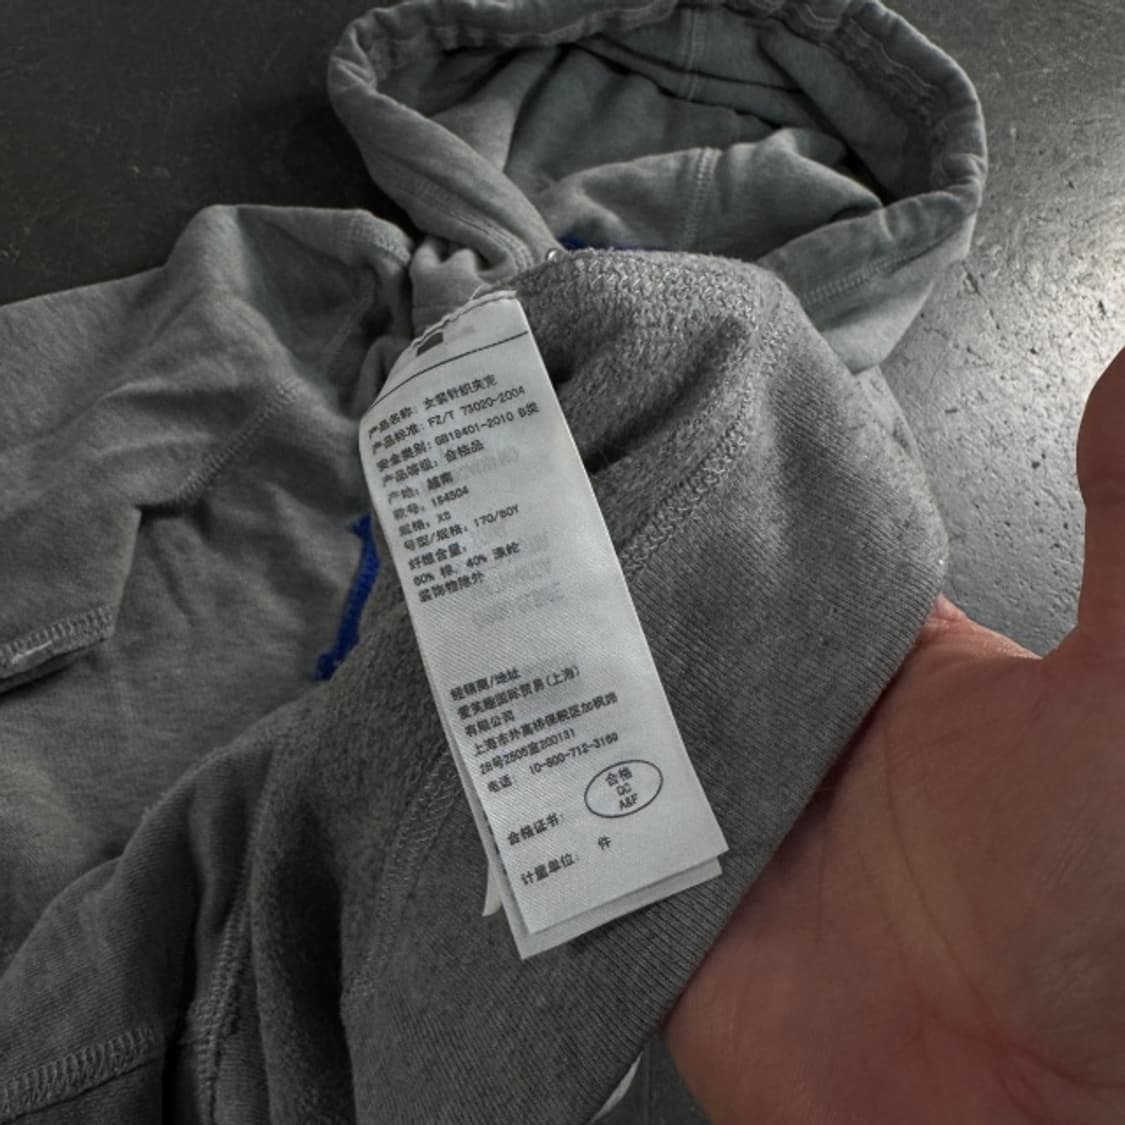 产品名称: 女装针织夹克
产品标准: FZ/T 73020-2004
安全类别: GB18401-2010 B类
产品等级: 合格品
产地: 越南
款号: 154504
规格: XS
号型/规格: 170/80Y
纤维含量:
60% 棉, 40% 涤纶
装饰物除外
经销商/地址
爱芙趣国际贸易(上海)
有限公司
上海市外高桥保税区加枫路
28号2505室200131
电话 10-800-712-3169
合格
QC
A&F
合格证书:
计量单位: 件